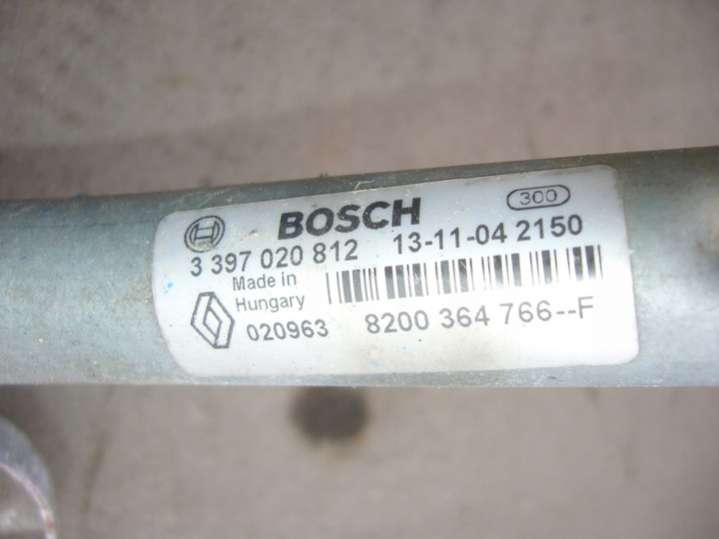 BOSCH 300
3 397 020 812 13-11-04 2150
Made in
Hungary
020963 8200 364 766--F